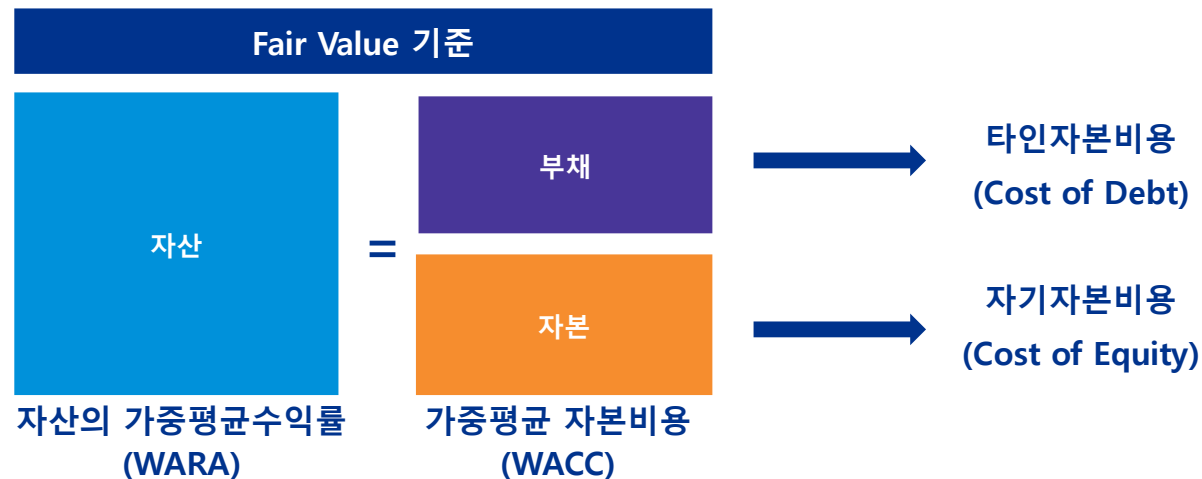 Fair Value 기준
자산
=
부채
자본
타인자본비용
(Cost of Debt)
자기자본비용
(Cost of Equity)
자산의 가중평균수익률
(WARA)
가중평균 자본비용
(WACC)